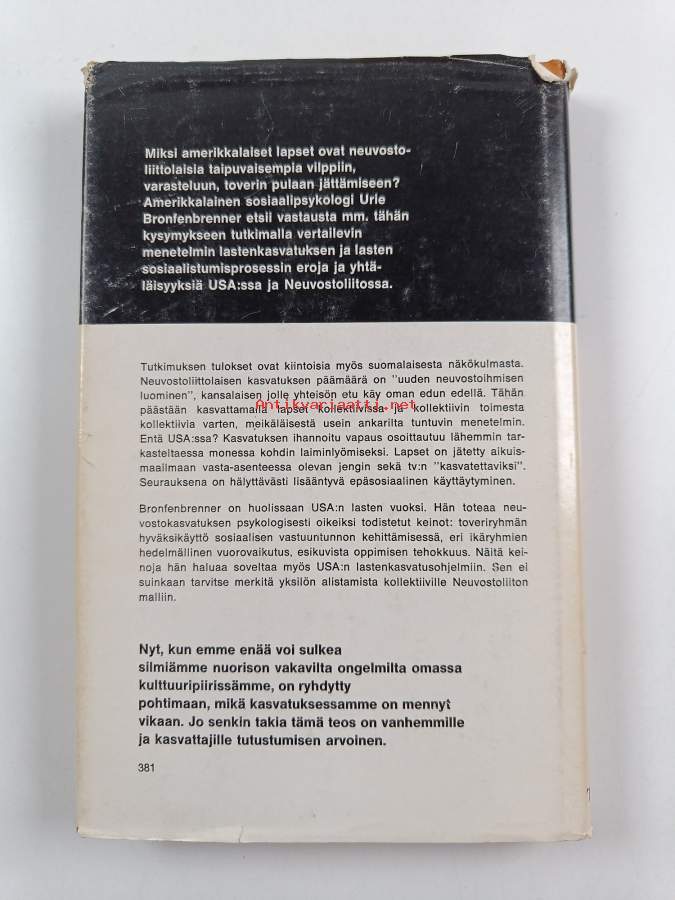 Miksi amerikkalaiset lapset ovat neuvosto-
liittolaisia taipuvaisempia vilppiin,
varasteluun, toverin pulaan jättämiseen?
Amerikkalainen sosiaalipsykologi Urie
Bronfenbrenner etsii vastausta mm. tähän
kysymykseen tutkimalla vertailevin
menetelmin lastenkasvatuksen ja lasten
sosiaalistumisprosessin eroja ja yhtä-
läisyyksiä USA:ssa ja Neuvostoliitossa.
Tutkimuksen tulokset ovat kiintoisia myös suomalaisesta näkökulmasta.
Neuvostoliittolaisen kasvatuksen päämäärä on "uuden neuvostoihmisen
luominen", kansalaisen jolle yhteisön etu käy oman edun edellä. Tähän
Antikvariaatti.net
päästään kasvattamalla lapset kollektiivissa ja kollektiivin toimesta
kollektiivia varten, meikäläisestä usein ankarilta tuntuvin menetelmin.
Entä USA:ssa? Kasvatuksen ihannoitu vapaus osoittautuu lähemmin tar-
kasteltaessa monessa kohdin laiminlyömiseksi. Lapset on jätetty aikuis-
maailmaan vasta-asenteessa olevan jengin sekä tv:n "kasvatettaviksi".
Seurauksena on hälyttävästi lisääntyvä epäsosiaalinen käyttäytyminen.
Bronfenbrenner on huolissaan USA:n lasten vuoksi. Hän toteaa neu-
vostokasvatuksen psykologisesti oikeiksi todistetut keinot: toveriryhmän
hyväksikäyttö sosiaalisen vastuuntunnon kehittämisessä, eri ikäryhmien
hedelmällinen vuorovaikutus, esikuvista oppimisen tehokkuus. Näitä kei-
noja hän haluaa soveltaa myös USA:n lastenkasvatusohjelmiin. Sen ei
suinkaan tarvitse merkitä yksilön alistamista kollektiiville Neuvostoliiton
malliin.
Nyt, kun emme enää voi sulkea
silmiämme nuorison vakavilta ongelmilta omassa
kulttuuripiirissämme, on ryhdytty
pohtimaan, mikä kasvatuksessamme on mennyt
vikaan. Jo senkin takia tämä teos on vanhemmille
ja kasvattajille tutustumisen arvoinen.
381